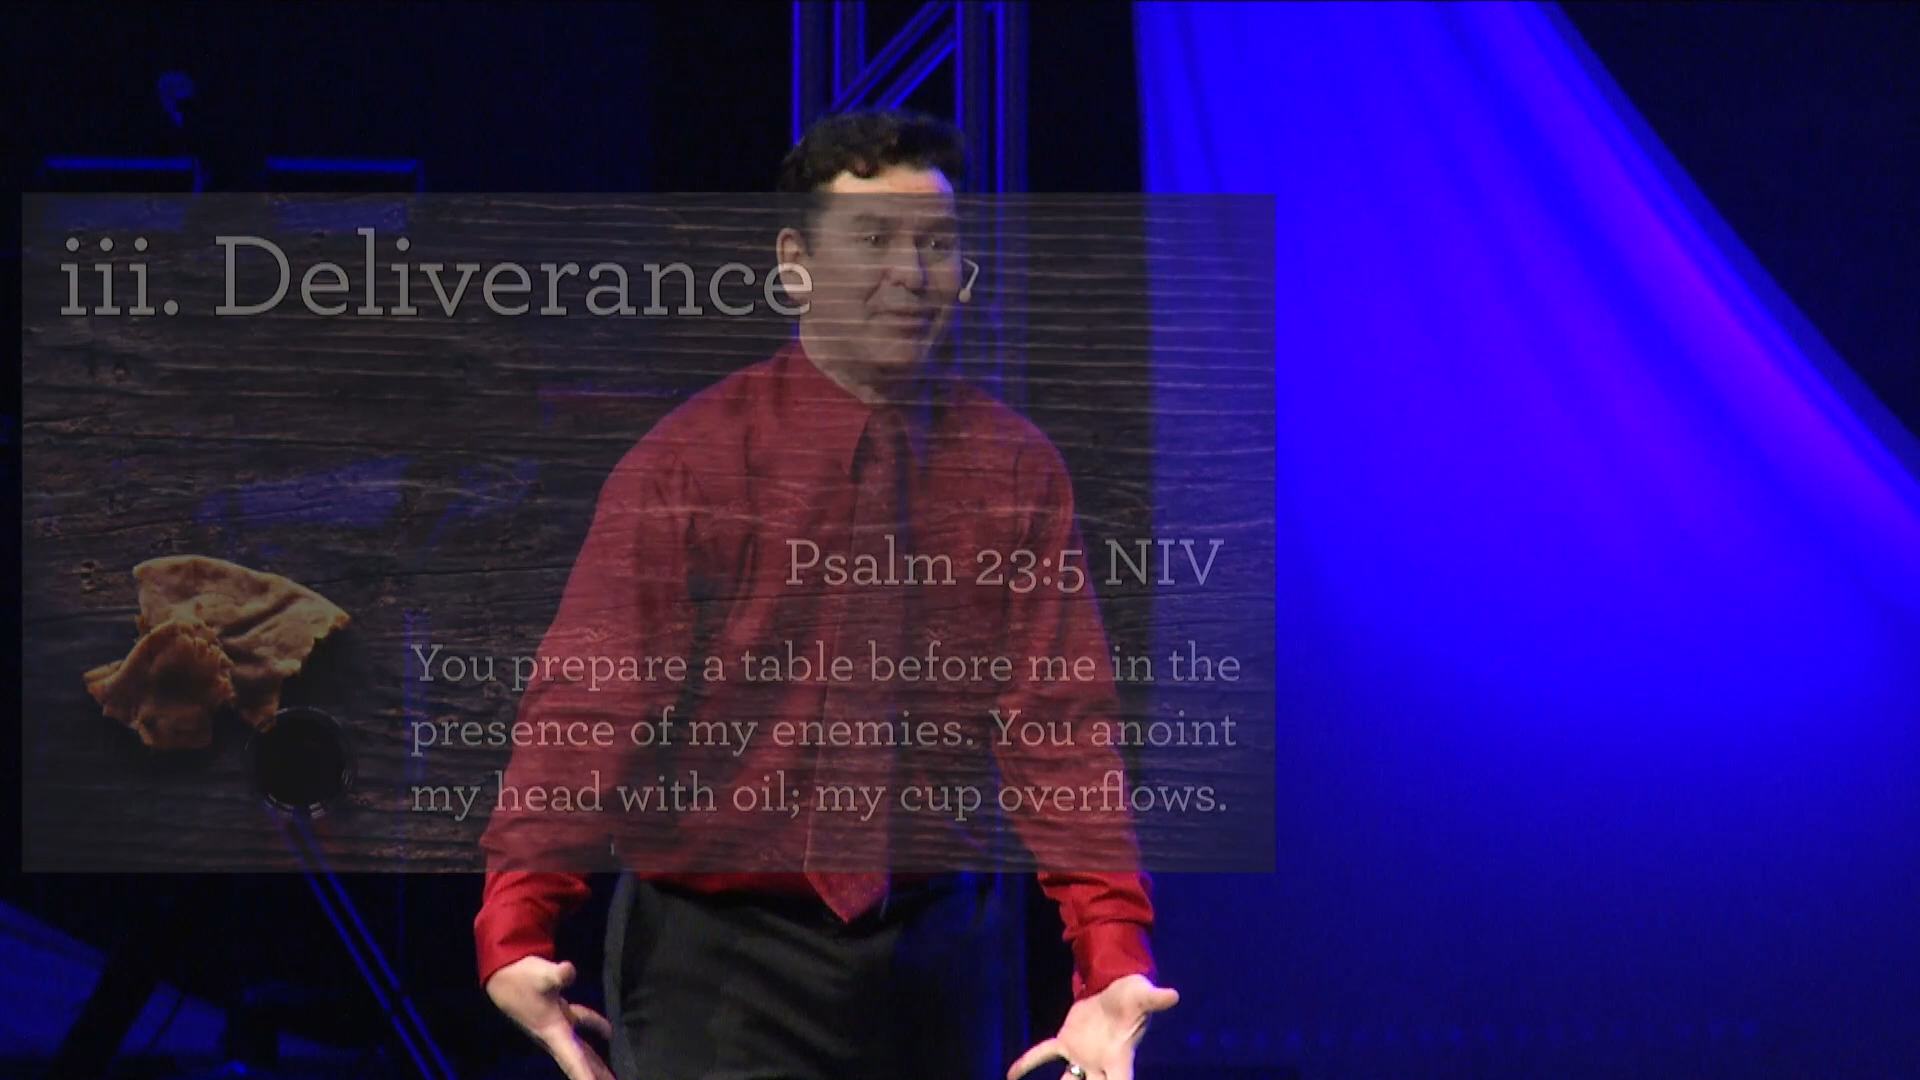 iii. Deliverance
Psalm 23:5 NIV
You prepare a table before me in the
presence of my enemies. You anoint
my head with oil; my cup overflows.